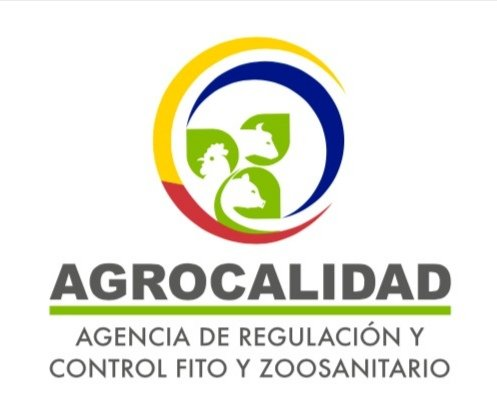 AGROCALIDAD
AGENCIA DE REGULACIÓN Y
CONTROL FITO Y ZOOSANITARIO